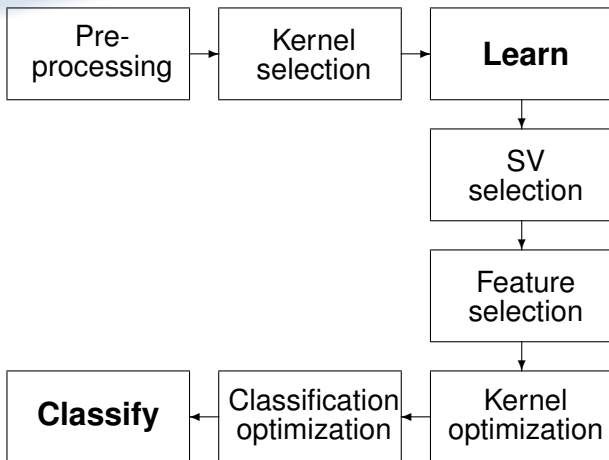 Pre-
processing
Kernel
selection
Learn
SV
selection
Feature
selection
Kernel
optimization
Classification
optimization
Classify